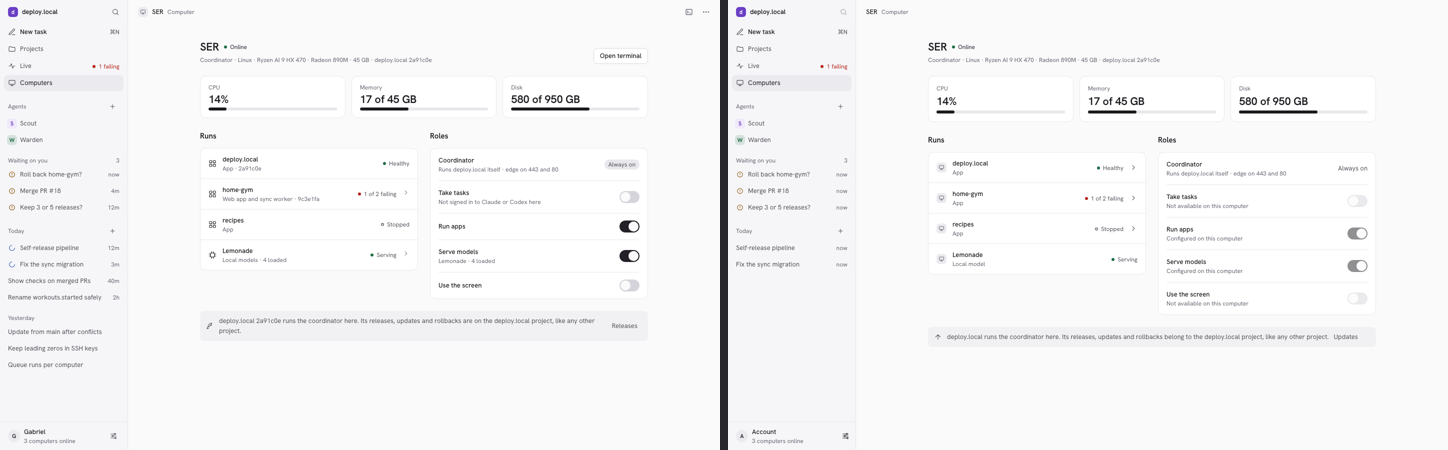 deploy.local
New task
⌘N
Projects
Live
1 failing
Computers
Agents
S Scout
W Warden
Waiting on you
3
Roll back home-gym?
now
Merge PR #18
4m
Keep 3 or 5 releases?
12m
Today
Self-release pipeline
12m
Fix the sync migration
3m
Show checks on merged PRs
40m
Rename workouts.started safely
2h
Yesterday
Update from main after conflicts
Keep leading zeros in SSH keys
Queue runs per computer
G Gabriel
3 computers online
SER Computer
SER Online
Coordinator · Linux · Ryzen AI 9 HX 470 · Radeon 890M · 45 GB · deploy.local 2a91c0e
Open terminal
CPU
14%
Memory
17 of 45 GB
Disk
580 of 950 GB
Runs
deploy.local
App · 2a91c0e
Healthy
home-gym
Web app and sync worker · 9c3e1fa
1 of 2 failing
recipes
App
Stopped
Lemonade
Local models · 4 loaded
Serving
Roles
Coordinator
Runs deploy.local itself · edge on 443 and 80
Always on
Take tasks
Not signed in to Claude or Codex here
Run apps
Serve models
Lemonade · 4 loaded
Use the screen
deploy.local 2a91c0e runs the coordinator here. Its releases, updates and rollbacks are on the deploy.local project, like any other
project.
Releases
d deploy.local
New task
⌘N
Projects
Live
1 failing
Computers
Agents
S Scout
W Warden
Waiting on you
3
Roll back home-gym?
now
Merge PR #18
now
Keep 3 or 5 releases?
now
Today
Self-release pipeline
now
Fix the sync migration
now
A Account
3 computers online
SER Computer
SER Online
Coordinator · Linux · Ryzen AI 9 HX 470 · Radeon 890M · 45 GB · deploy.local 2a91c0e
CPU
14%
Memory
17 of 45 GB
Disk
580 of 950 GB
Runs
deploy.local
App
Healthy
home-gym
App
1 of 2 failing
recipes
App
Stopped
Lemonade
Local model
Serving
Roles
Coordinator
Runs deploy.local itself · edge on 443 and 80
Always on
Take tasks
Not available on this computer
Run apps
Configured on this computer
Serve models
Configured on this computer
Use the screen
Not available on this computer
deploy.local runs the coordinator here. Its releases, updates and rollbacks belong to the deploy.local project, like any other project.
Updates